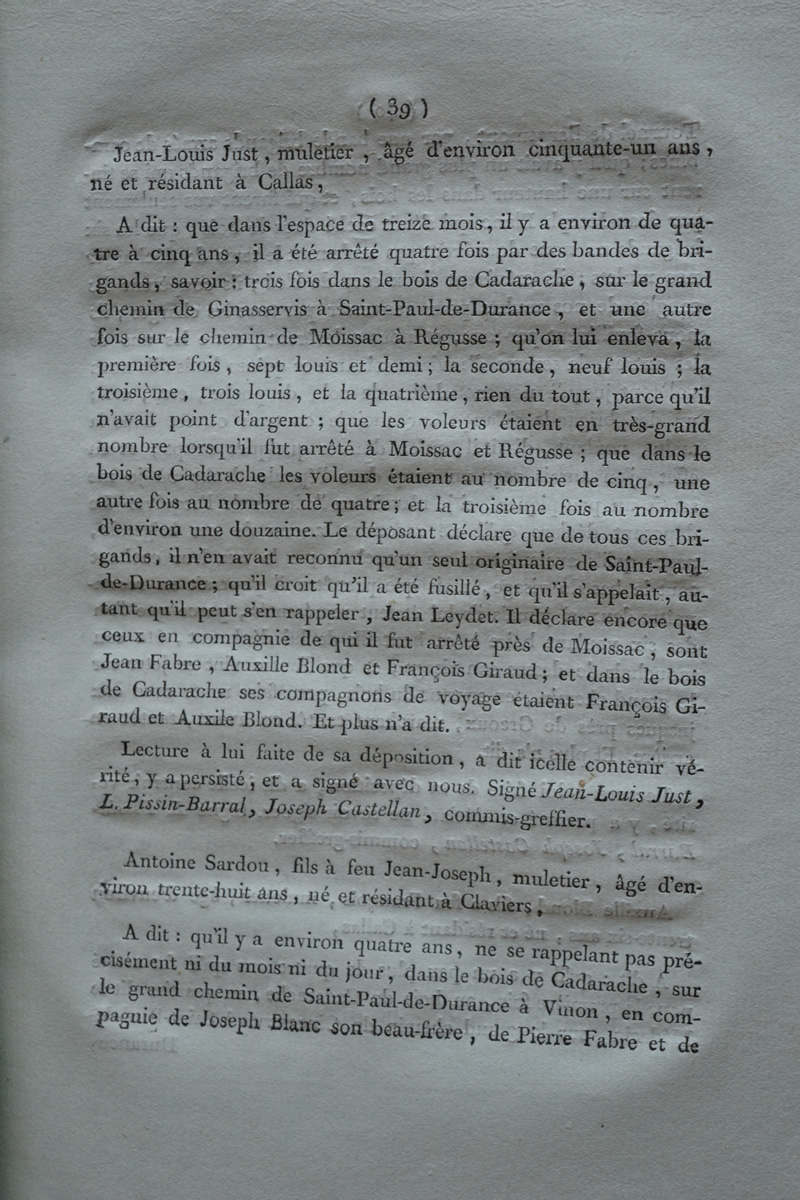 ( 39 )
Jean-Louis Just, muletier, âgé d'environ cinquante-un ans,
né et résidant à Callas,
A dit : que dans l'espace de treize mois, il y a environ de qua-
tre à cinq ans, il a été arrêté quatre fois par des bandes de bri-
gands, savoir : trois fois dans le bois de Cadarache, sur le grand
chemin de Ginasservis à Saint-Paul-de-Durance, et une autre
fois sur le chemin de Moissac à Régusse ; qu'on lui enleva, la
première fois, sept louis et demi ; la seconde, neuf louis ; la
troisième, trois louis, et la quatrième, rien du tout, parce qu'il
n'avait point d'argent ; que les voleurs étaient en très-grand
nombre lorsqu'il fut arrêté à Moissac et Régusse ; que dans le
bois de Cadarache les voleurs étaient au nombre de cinq, une
autre fois au nombre de quatre ; et la troisième fois au nombre
d'environ une douzaine. Le déposant déclare que de tous ces bri-
gands, il n'en avait reconnu qu'un seul originaire de Saint-Paul-
de-Durance ; qu'il croit qu'il a été fusillé, et qu'il s'appelait, au-
tant qu'il peut s'en rappeler, Jean Leydet. Il déclare encore que
ceux en compagnie de qui il fut arrêté près de Moissac, sont
Jean Fabre, Auxille Blond et François Giraud ; et dans le bois
de Cadarache ses compagnons de voyage étaient François Gi-
raud et Auxile Blond. Et plus n'a dit.
Lecture à lui faite de sa déposition, a dit icelle contenir vé-
rité, y a persisté, et a signé avec nous. Signé Jean-Louis Just,
L. Pissin-Barral, Joseph Castellan, commis-greffier.
Antoine Sardou, fils à feu Jean-Joseph, muletier, âgé d'en-
viron trente-huit ans, né et résidant à Claviers,
A dit : qu'il y a environ quatre ans, ne se rappelant pas pré-
cisément ni du mois ni du jour, dans le bois de Cadarache, sur
le grand chemin de Saint-Paul-de-Durance à Vinon, en com-
pagnie de Joseph Blanc son beau-frère, de Pierre Fabre et de